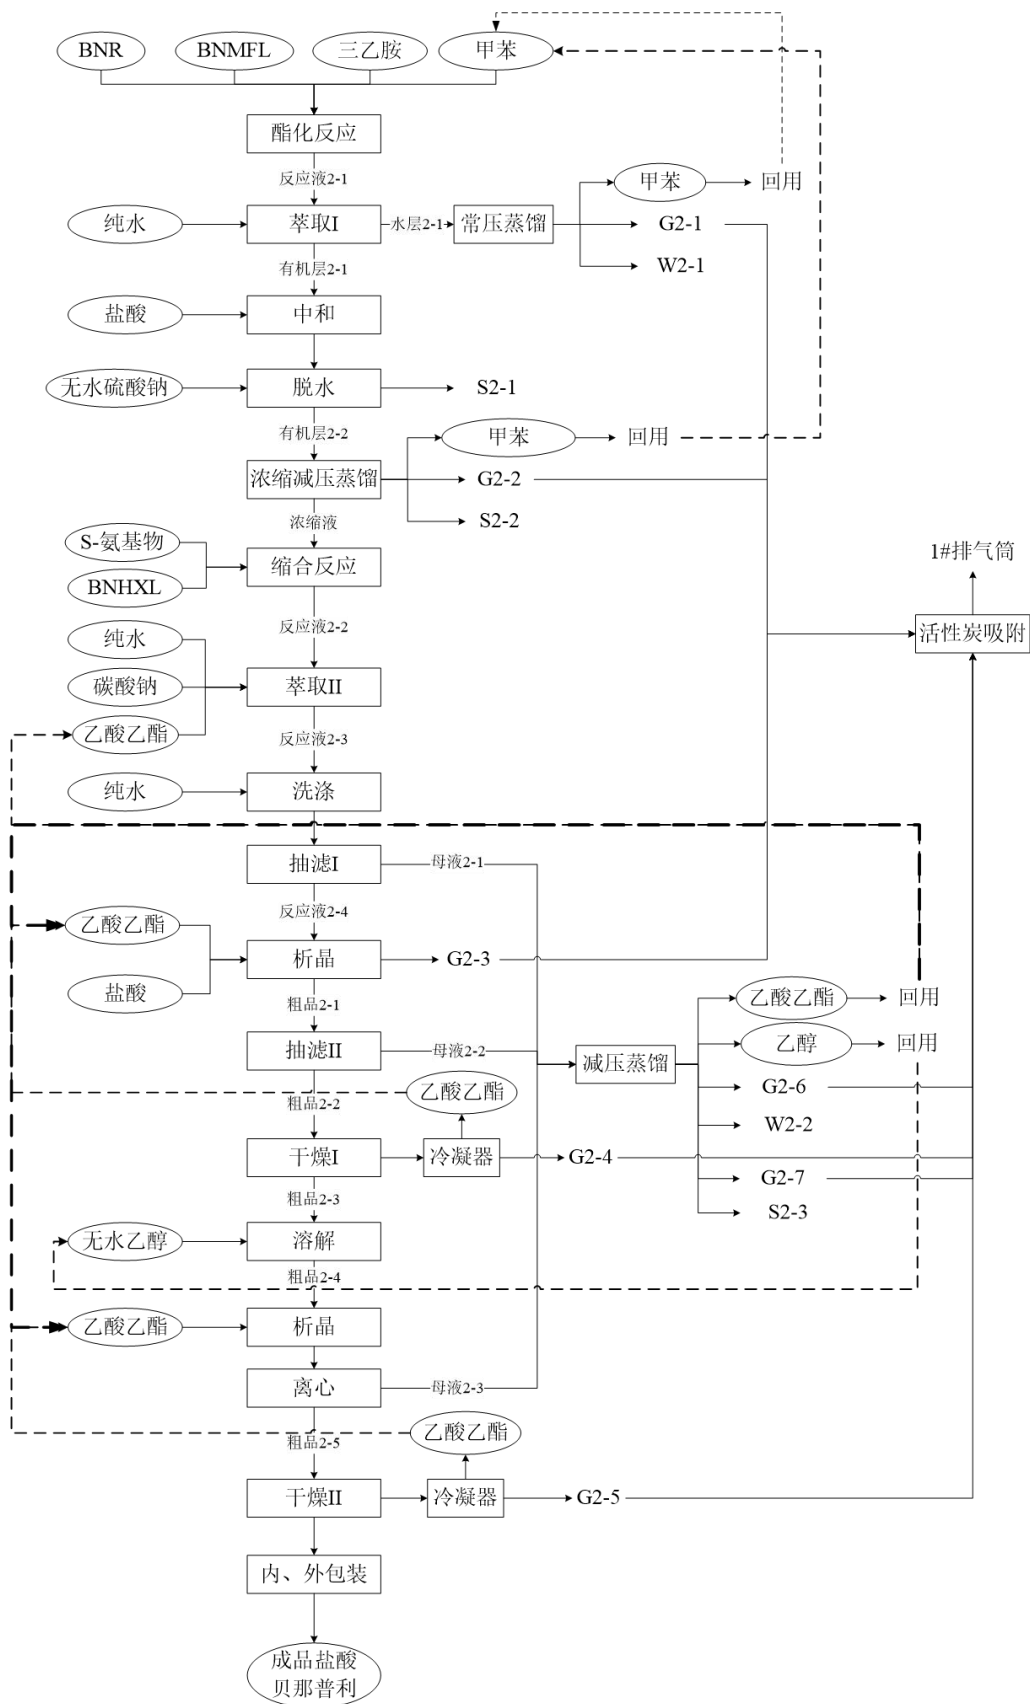 BNR
BNMFL
三乙胺
甲苯
酯化反应
反应液2-1
甲苯
回用
纯水
萃取I
水层2-1
常压蒸馏
G2-1
W2-1
有机层2-1
盐酸
中和
无水硫酸钠
脱水
S2-1
有机层2-2
甲苯
回用
浓缩减压蒸馏
G2-2
S2-2
浓缩液
S-氨基物
BNHXL
缩合反应
1#排气筒
活性炭吸附
反应液2-2
纯水
碳酸钠
萃取II
乙酸乙酯
反应液2-3
纯水
洗涤
抽滤I
母液2-1
反应液2-4
乙酸乙酯
盐酸
析晶
G2-3
粗品2-1
乙酸乙酯
回用
抽滤II
母液2-2
减压蒸馏
乙醇
回用
G2-6
W2-2
G2-7
S2-3
粗品2-2
乙酸乙酯
干燥I
冷凝器
G2-4
粗品2-3
无水乙醇
溶解
粗品2-4
乙酸乙酯
析晶
离心
母液2-3
粗品2-5
乙酸乙酯
干燥II
冷凝器
G2-5
内、外包装
成品盐酸
贝那普利